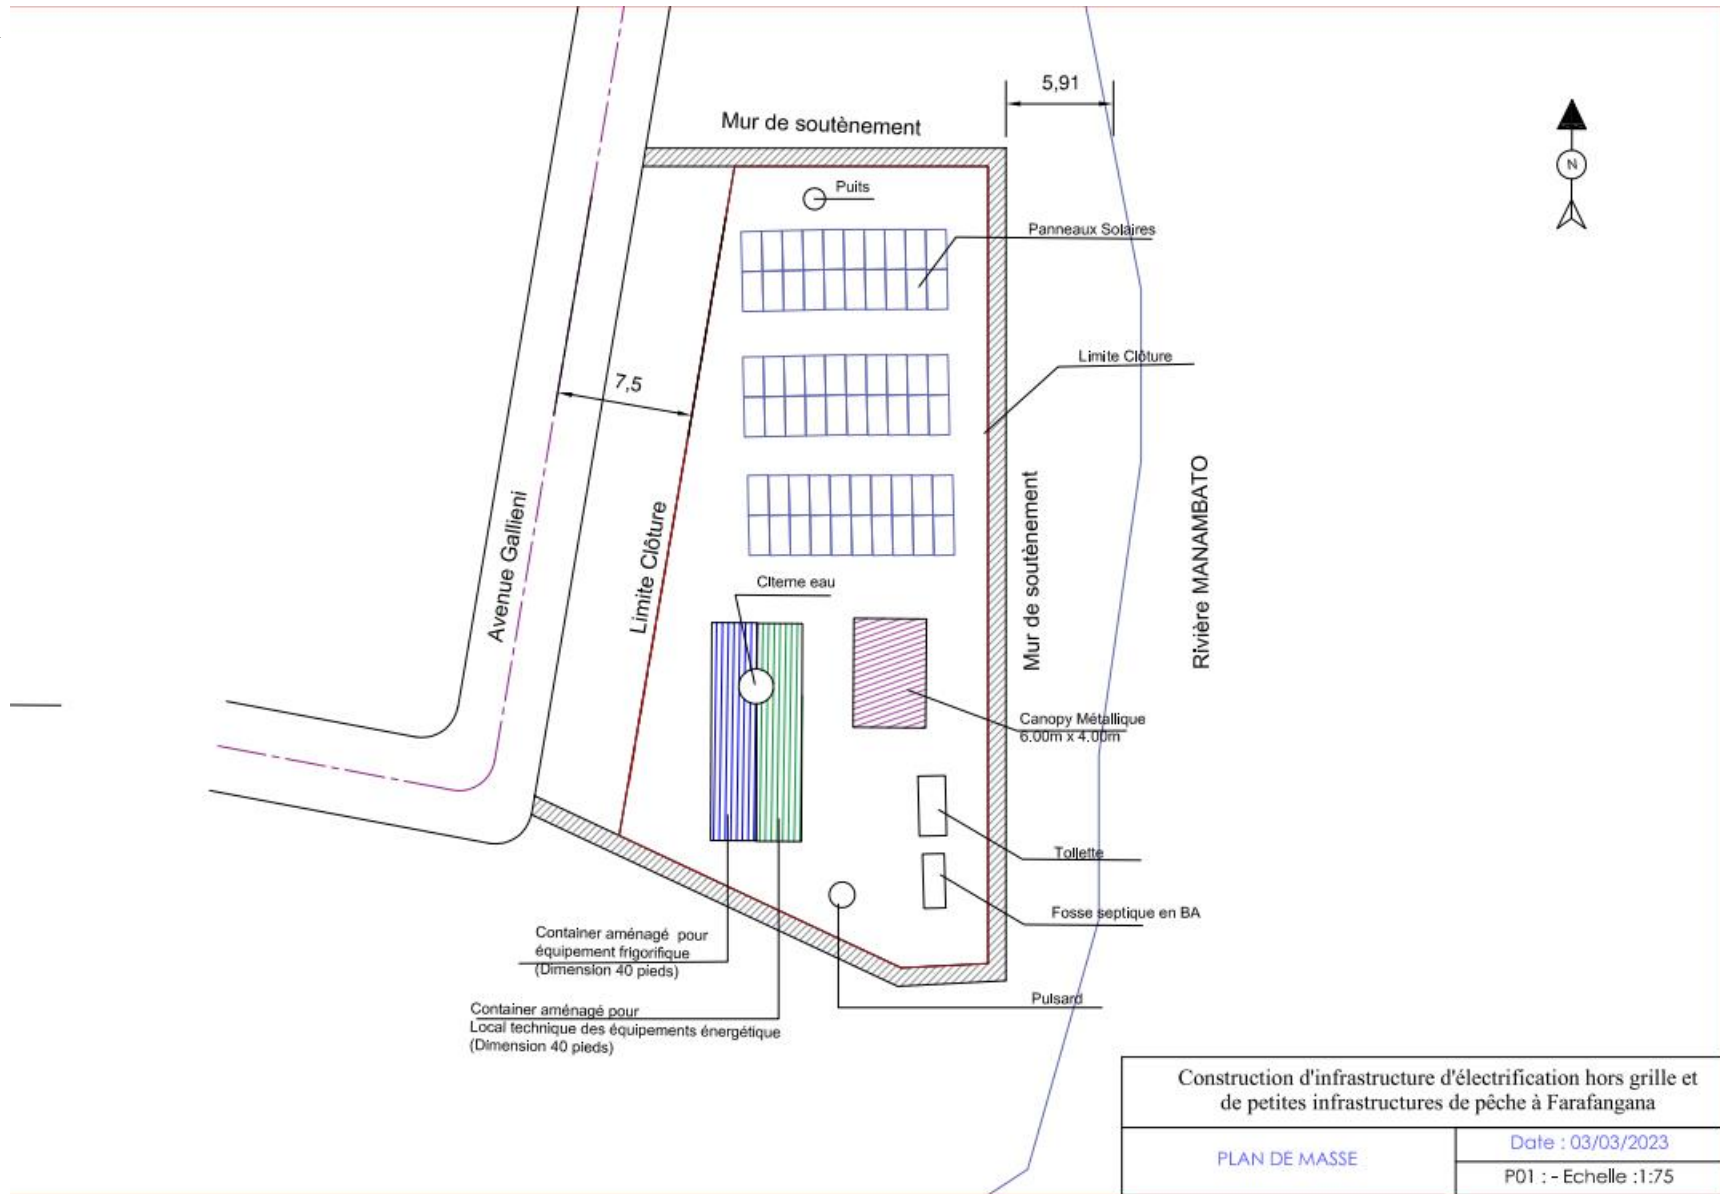 5,91
Mur de soutènement
N
Puits
Panneaux Solaires
Limite Clôture
7,5
Avenue Gallieni
Limite Clôture
Mur de soutènement
Rivière MANAMBATO
Citerne eau
Canopy Métallique
6.00m x 4.00m
Toilette
Fosse septique en BA
Container aménagé pour
équipement frigorifique
(Dimension 40 pieds)
Puisard
Container aménagé pour
Local technique des équipements énergétique
(Dimension 40 pieds)
Construction d'infrastructure d'électrification hors grille et
de petites infrastructures de pêche à Farafangana
PLAN DE MASSE
Date : 03/03/2023
P01 : - Echelle :1:75